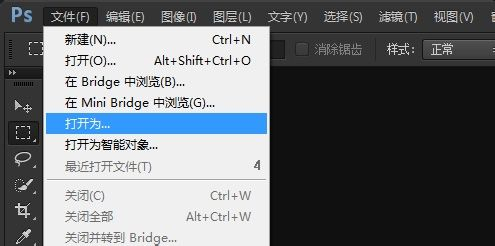 Ps 文件(F) 编辑(E) 图像(I) 图层(L) 文字(Y) 选择(S) 滤镜(T) 视图(V)
新建(N)... Ctrl+N
打开(O)... Alt+Shift+Ctrl+O
消除锯齿 样式: 正常
在 Bridge 中浏览(B)...
在 Mini Bridge 中浏览(G)...
打开为...
打开为智能对象...
最近打开文件(T)
关闭(C) Ctrl+W
关闭全部 Alt+Ctrl+W
关闭并转到 Bridge...